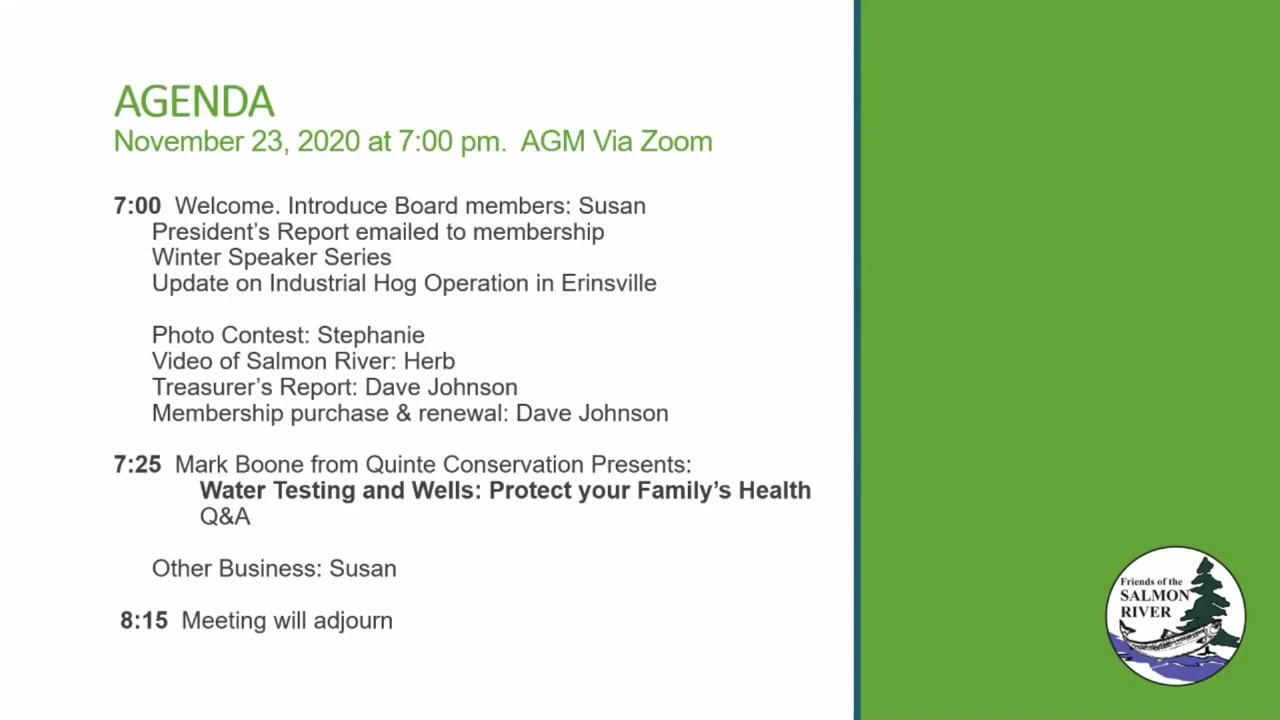 AGENDA
November 23, 2020 at 7:00 pm.  AGM Via Zoom
7:00  Welcome. Introduce Board members: Susan
President’s Report emailed to membership
Winter Speaker Series
Update on Industrial Hog Operation in Erinsville
Photo Contest: Stephanie
Video of Salmon River: Herb
Treasurer’s Report: Dave Johnson
Membership purchase & renewal: Dave Johnson
7:25  Mark Boone from Quinte Conservation Presents:
Water Testing and Wells: Protect your Family’s Health
Q&A
Other Business: Susan
8:15  Meeting will adjourn
Friends of the
SALMON
RIVER